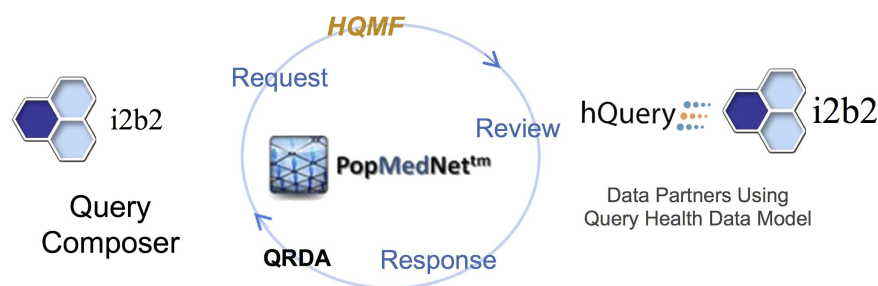 HQMF
Request
i2b2
Query
Composer
PopMedNet™
Review
hQuery
i2b2
Data Partners Using
Query Health Data Model
QRDA
Response